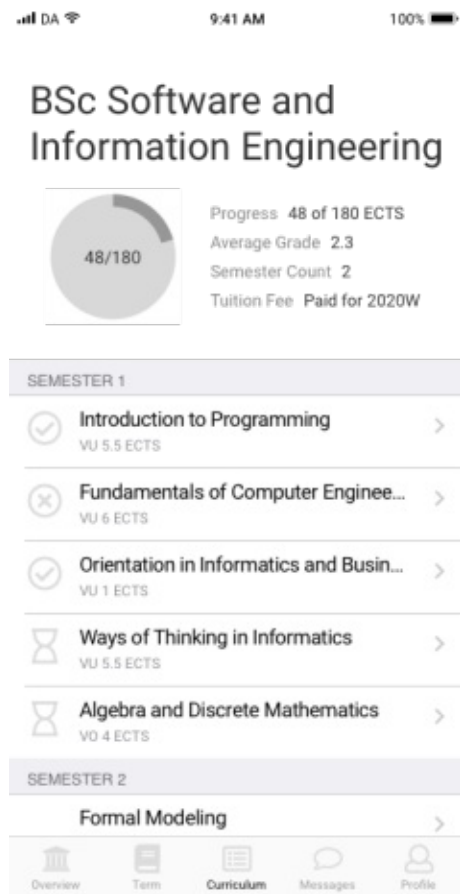 DA 9:41 AM 100%
BSc Software and
Information Engineering
48/180
Progress 48 of 180 ECTS
Average Grade 2.3
Semester Count 2
Tuition Fee Paid for 2020W
SEMESTER 1
Introduction to Programming
VU 5.5 ECTS
Fundamentals of Computer Enginee...
VU 6 ECTS
Orientation in Informatics and Busin...
VU 1 ECTS
Ways of Thinking in Informatics
VU 5.5 ECTS
Algebra and Discrete Mathematics
VO 4 ECTS
SEMESTER 2
Formal Modeling
Overview Term Curriculum Messages Profile